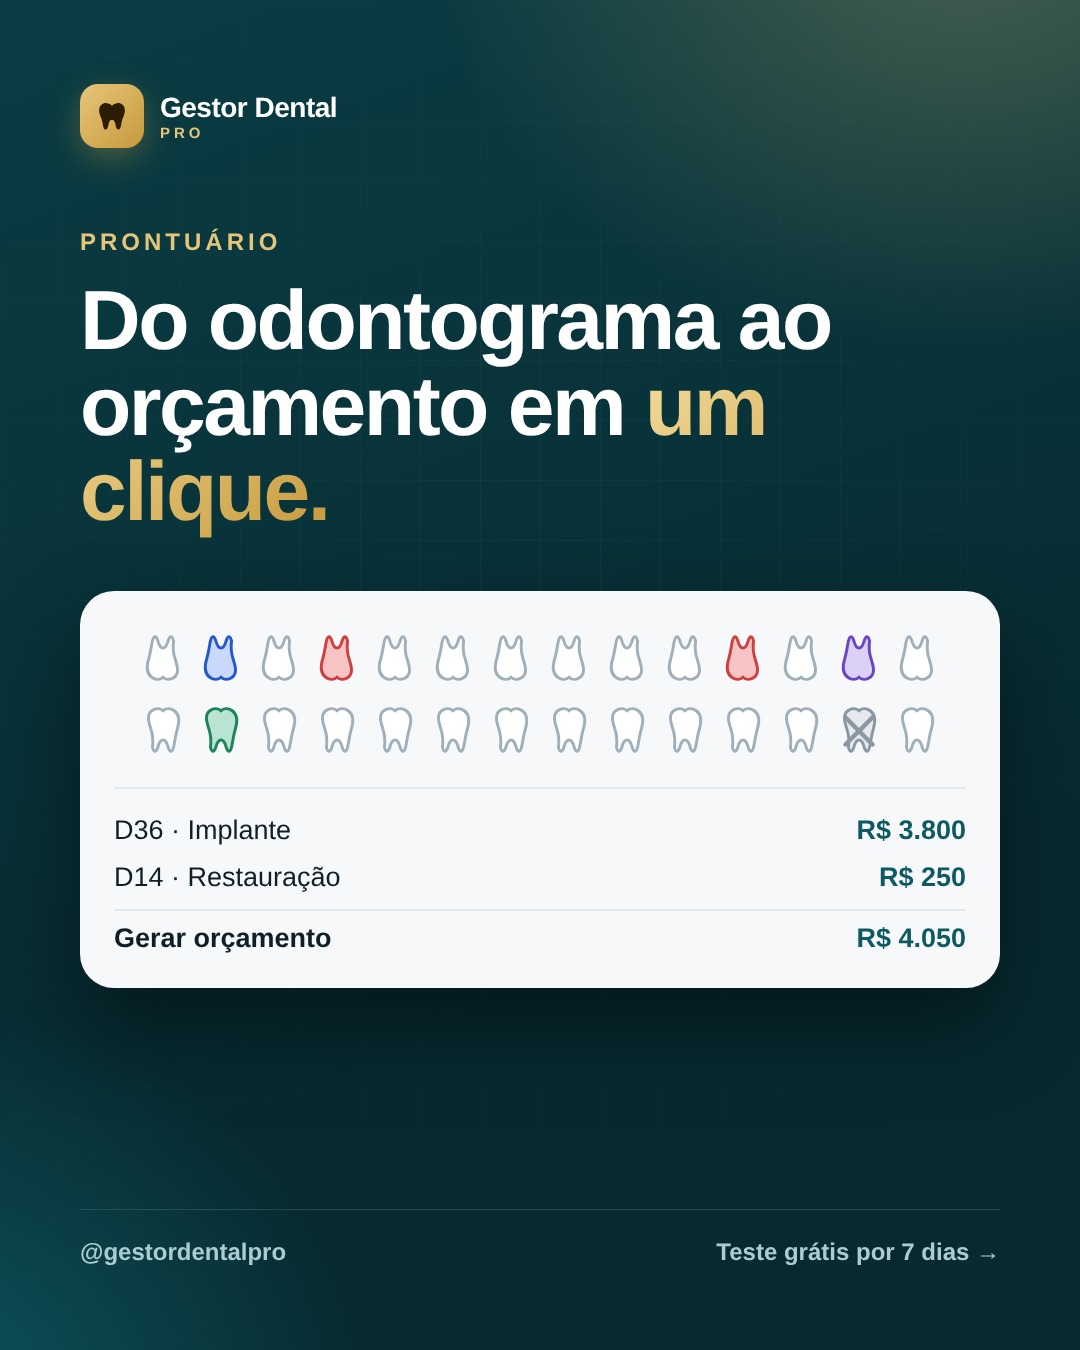 Gestor Dental
PRO
PRONTUÁRIO
Do odontograma ao
orçamento em um
clique.
D36 · Implante R$ 3.800
D14 · Restauração R$ 250
Gerar orçamento R$ 4.050
@gestordentalpro Teste grátis por 7 dias →